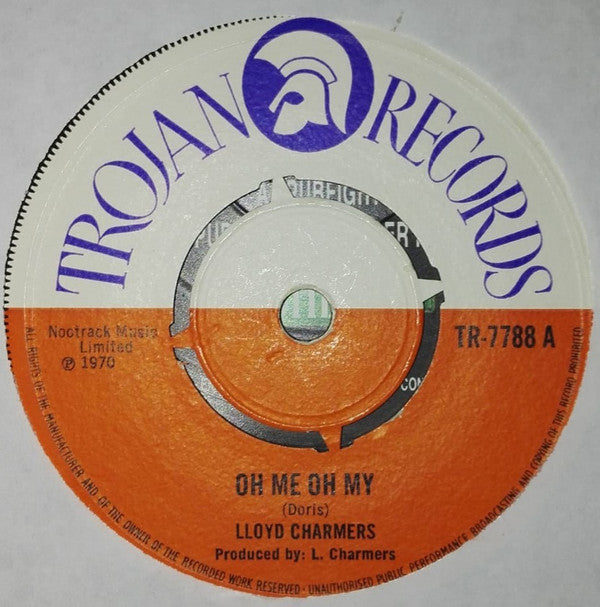 TROJAN RECORDS
Noctrack Music
Limited
℗ 1970
TR-7788 A
OH ME OH MY
(Doris)
LLOYD CHARMERS
Produced by: L. Charmers
ALL RIGHTS OF THE MANUFACTURER AND OF THE OWNER OF THE RECORDED WORK RESERVED · UNAUTHORISED PUBLIC PERFORMANCE BROADCASTING AND COPYING OF THIS RECORD PROHIBITED